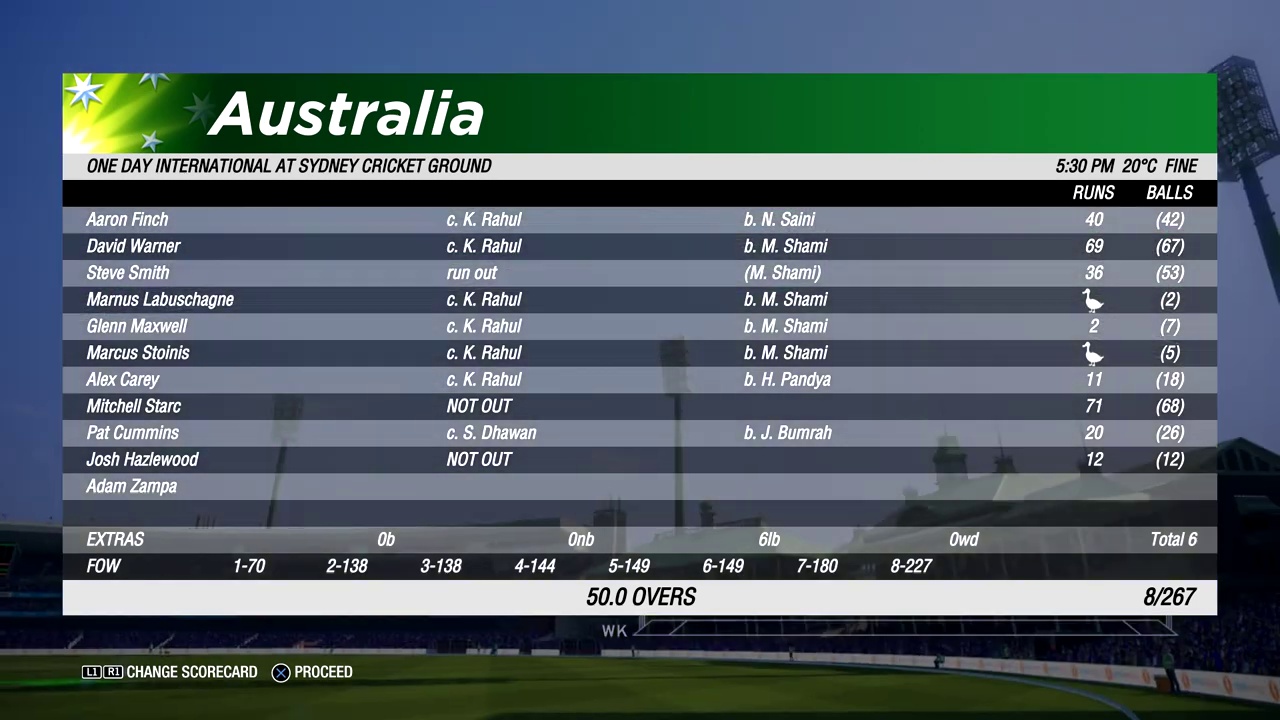 Australia
ONE DAY INTERNATIONAL AT SYDNEY CRICKET GROUND 5:30 PM 20°C FINE
RUNS BALLS
Aaron Finch c. K. Rahul b. N. Saini 40 (42)
David Warner c. K. Rahul b. M. Shami 69 (67)
Steve Smith run out (M. Shami) 36 (53)
Marnus Labuschagne c. K. Rahul b. M. Shami (2)
Glenn Maxwell c. K. Rahul b. M. Shami 2 (7)
Marcus Stoinis c. K. Rahul b. M. Shami (5)
Alex Carey c. K. Rahul b. H. Pandya 11 (18)
Mitchell Starc NOT OUT 71 (68)
Pat Cummins c. S. Dhawan b. J. Bumrah 20 (26)
Josh Hazlewood NOT OUT 12 (12)
Adam Zampa
EXTRAS 0b 0nb 6lb 0wd Total 6
FOW 1-70 2-138 3-138 4-144 5-149 6-149 7-180 8-227
50.0 OVERS 8/267
WK
L1 R1 CHANGE SCORECARD PROCEED